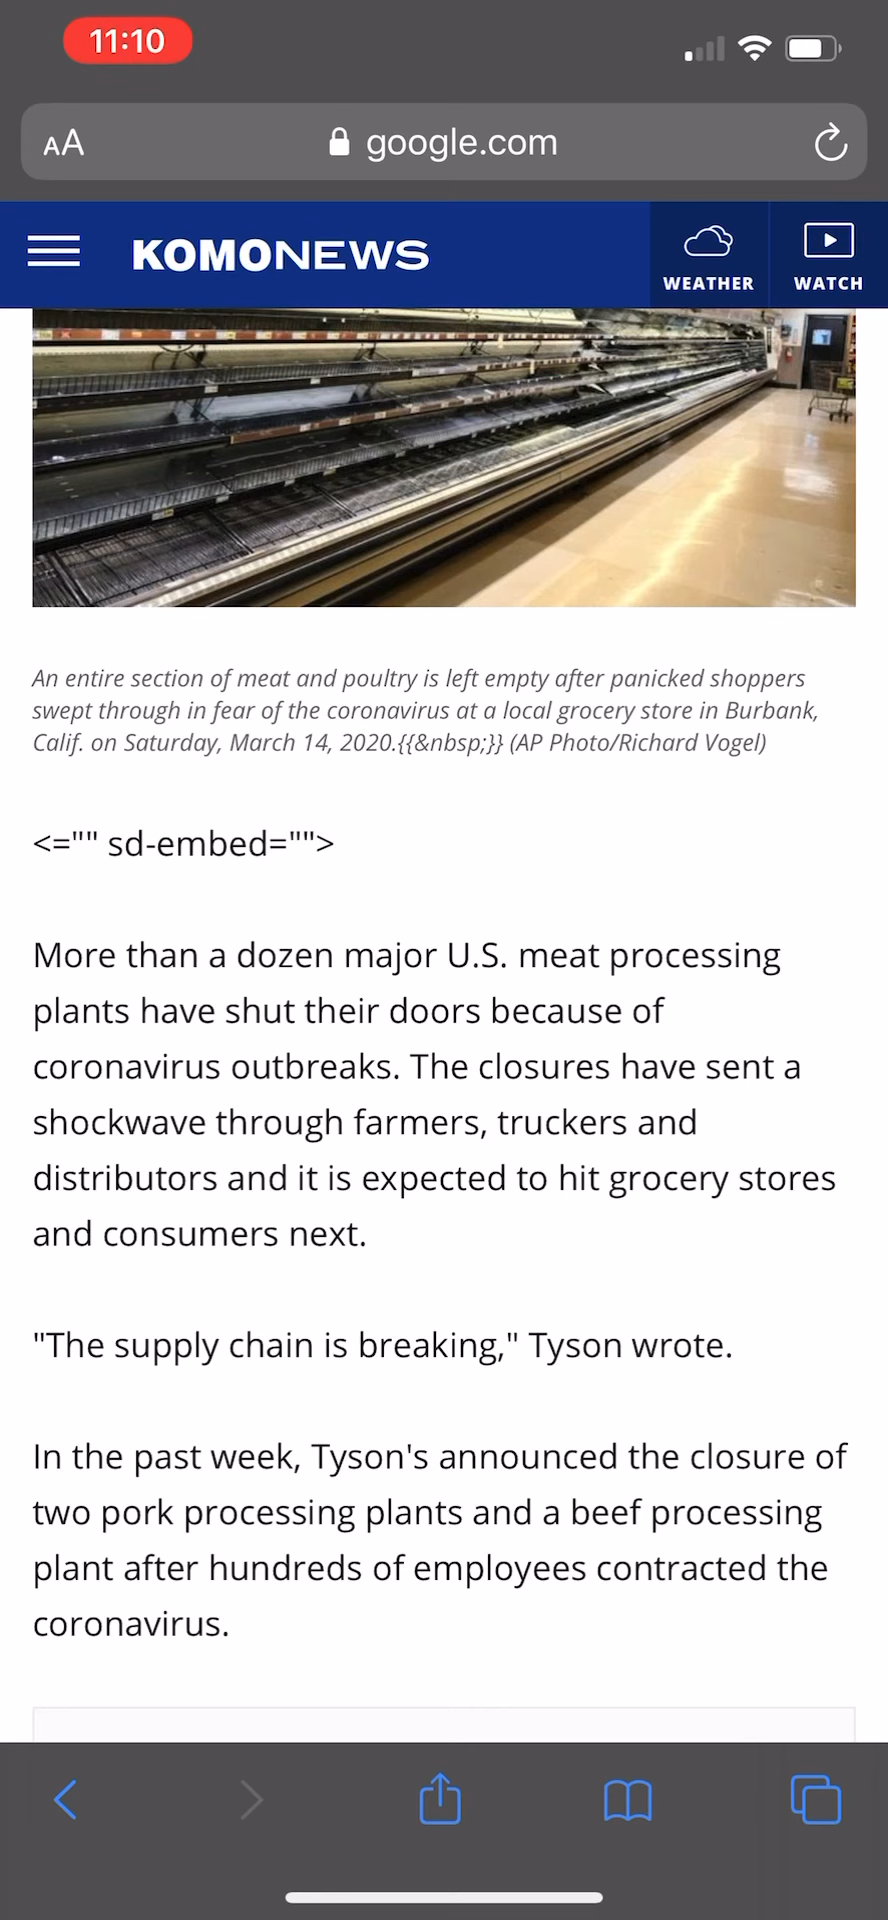 11:10
AA
google.com
KOMONEWS
WEATHER
WATCH
An entire section of meat and poultry is left empty after panicked shoppers
swept through in fear of the coronavirus at a local grocery store in Burbank,
Calif. on Saturday, March 14, 2020.{{&nbsp;}} (AP Photo/Richard Vogel)
<="" sd-embed="">
More than a dozen major U.S. meat processing
plants have shut their doors because of
coronavirus outbreaks. The closures have sent a
shockwave through farmers, truckers and
distributors and it is expected to hit grocery stores
and consumers next.
"The supply chain is breaking," Tyson wrote.
In the past week, Tyson's announced the closure of
two pork processing plants and a beef processing
plant after hundreds of employees contracted the
coronavirus.